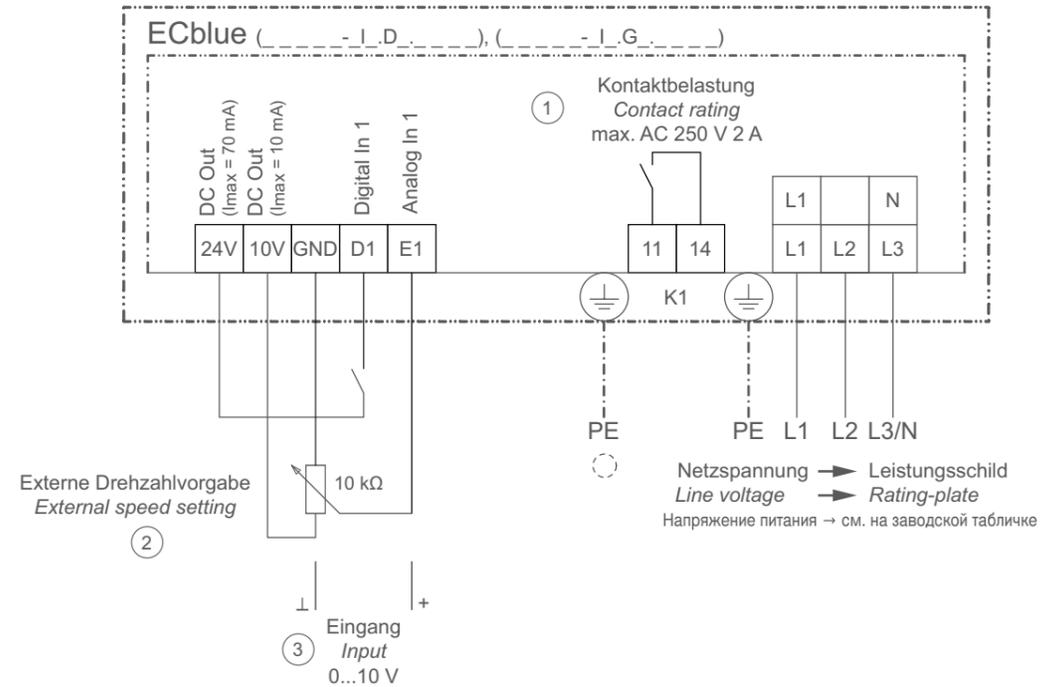 ECblue (_ _ _ _ _-_I_.D_._ _ _ _), (_ _ _ _ _-_I_.G_._ _ _ _)
1
Kontaktbelastung
Contact rating
max. AC 250 V 2 A
DC Out
(Imax = 70 mA)
DC Out
(Imax = 10 mA)
Digital In 1
Analog In 1
L1 N
24V 10V GND D1 E1 11 14 L1 L2 L3
K1
PE PE L1 L2 L3/N
Externe Drehzahlvorgabe
External speed setting
2
10 kΩ
Netzspannung → Leistungsschild
Line voltage → Rating-plate
Напряжение питания → см. на заводской табличке
⊥ +
3
Eingang
Input
0...10 V